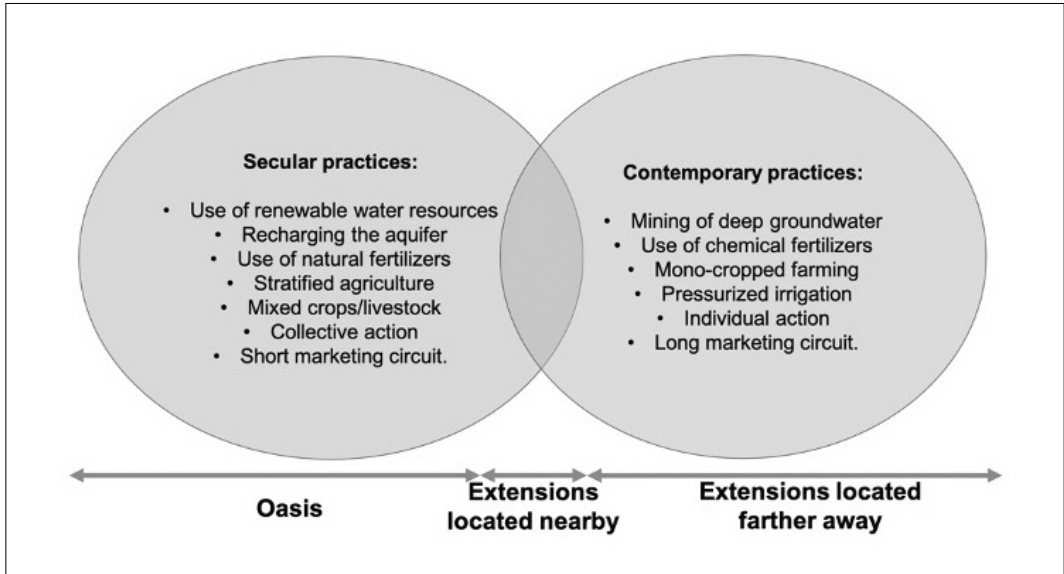 Secular practices:
• Use of renewable water resources
• Recharging the aquifer
• Use of natural fertilizers
• Stratified agriculture
• Mixed crops/livestock
• Collective action
• Short marketing circuit.
Contemporary practices:
• Mining of deep groundwater
• Use of chemical fertilizers
• Mono-cropped farming
• Pressurized irrigation
• Individual action
• Long marketing circuit.
Oasis
Extensions
located nearby
Extensions located
farther away